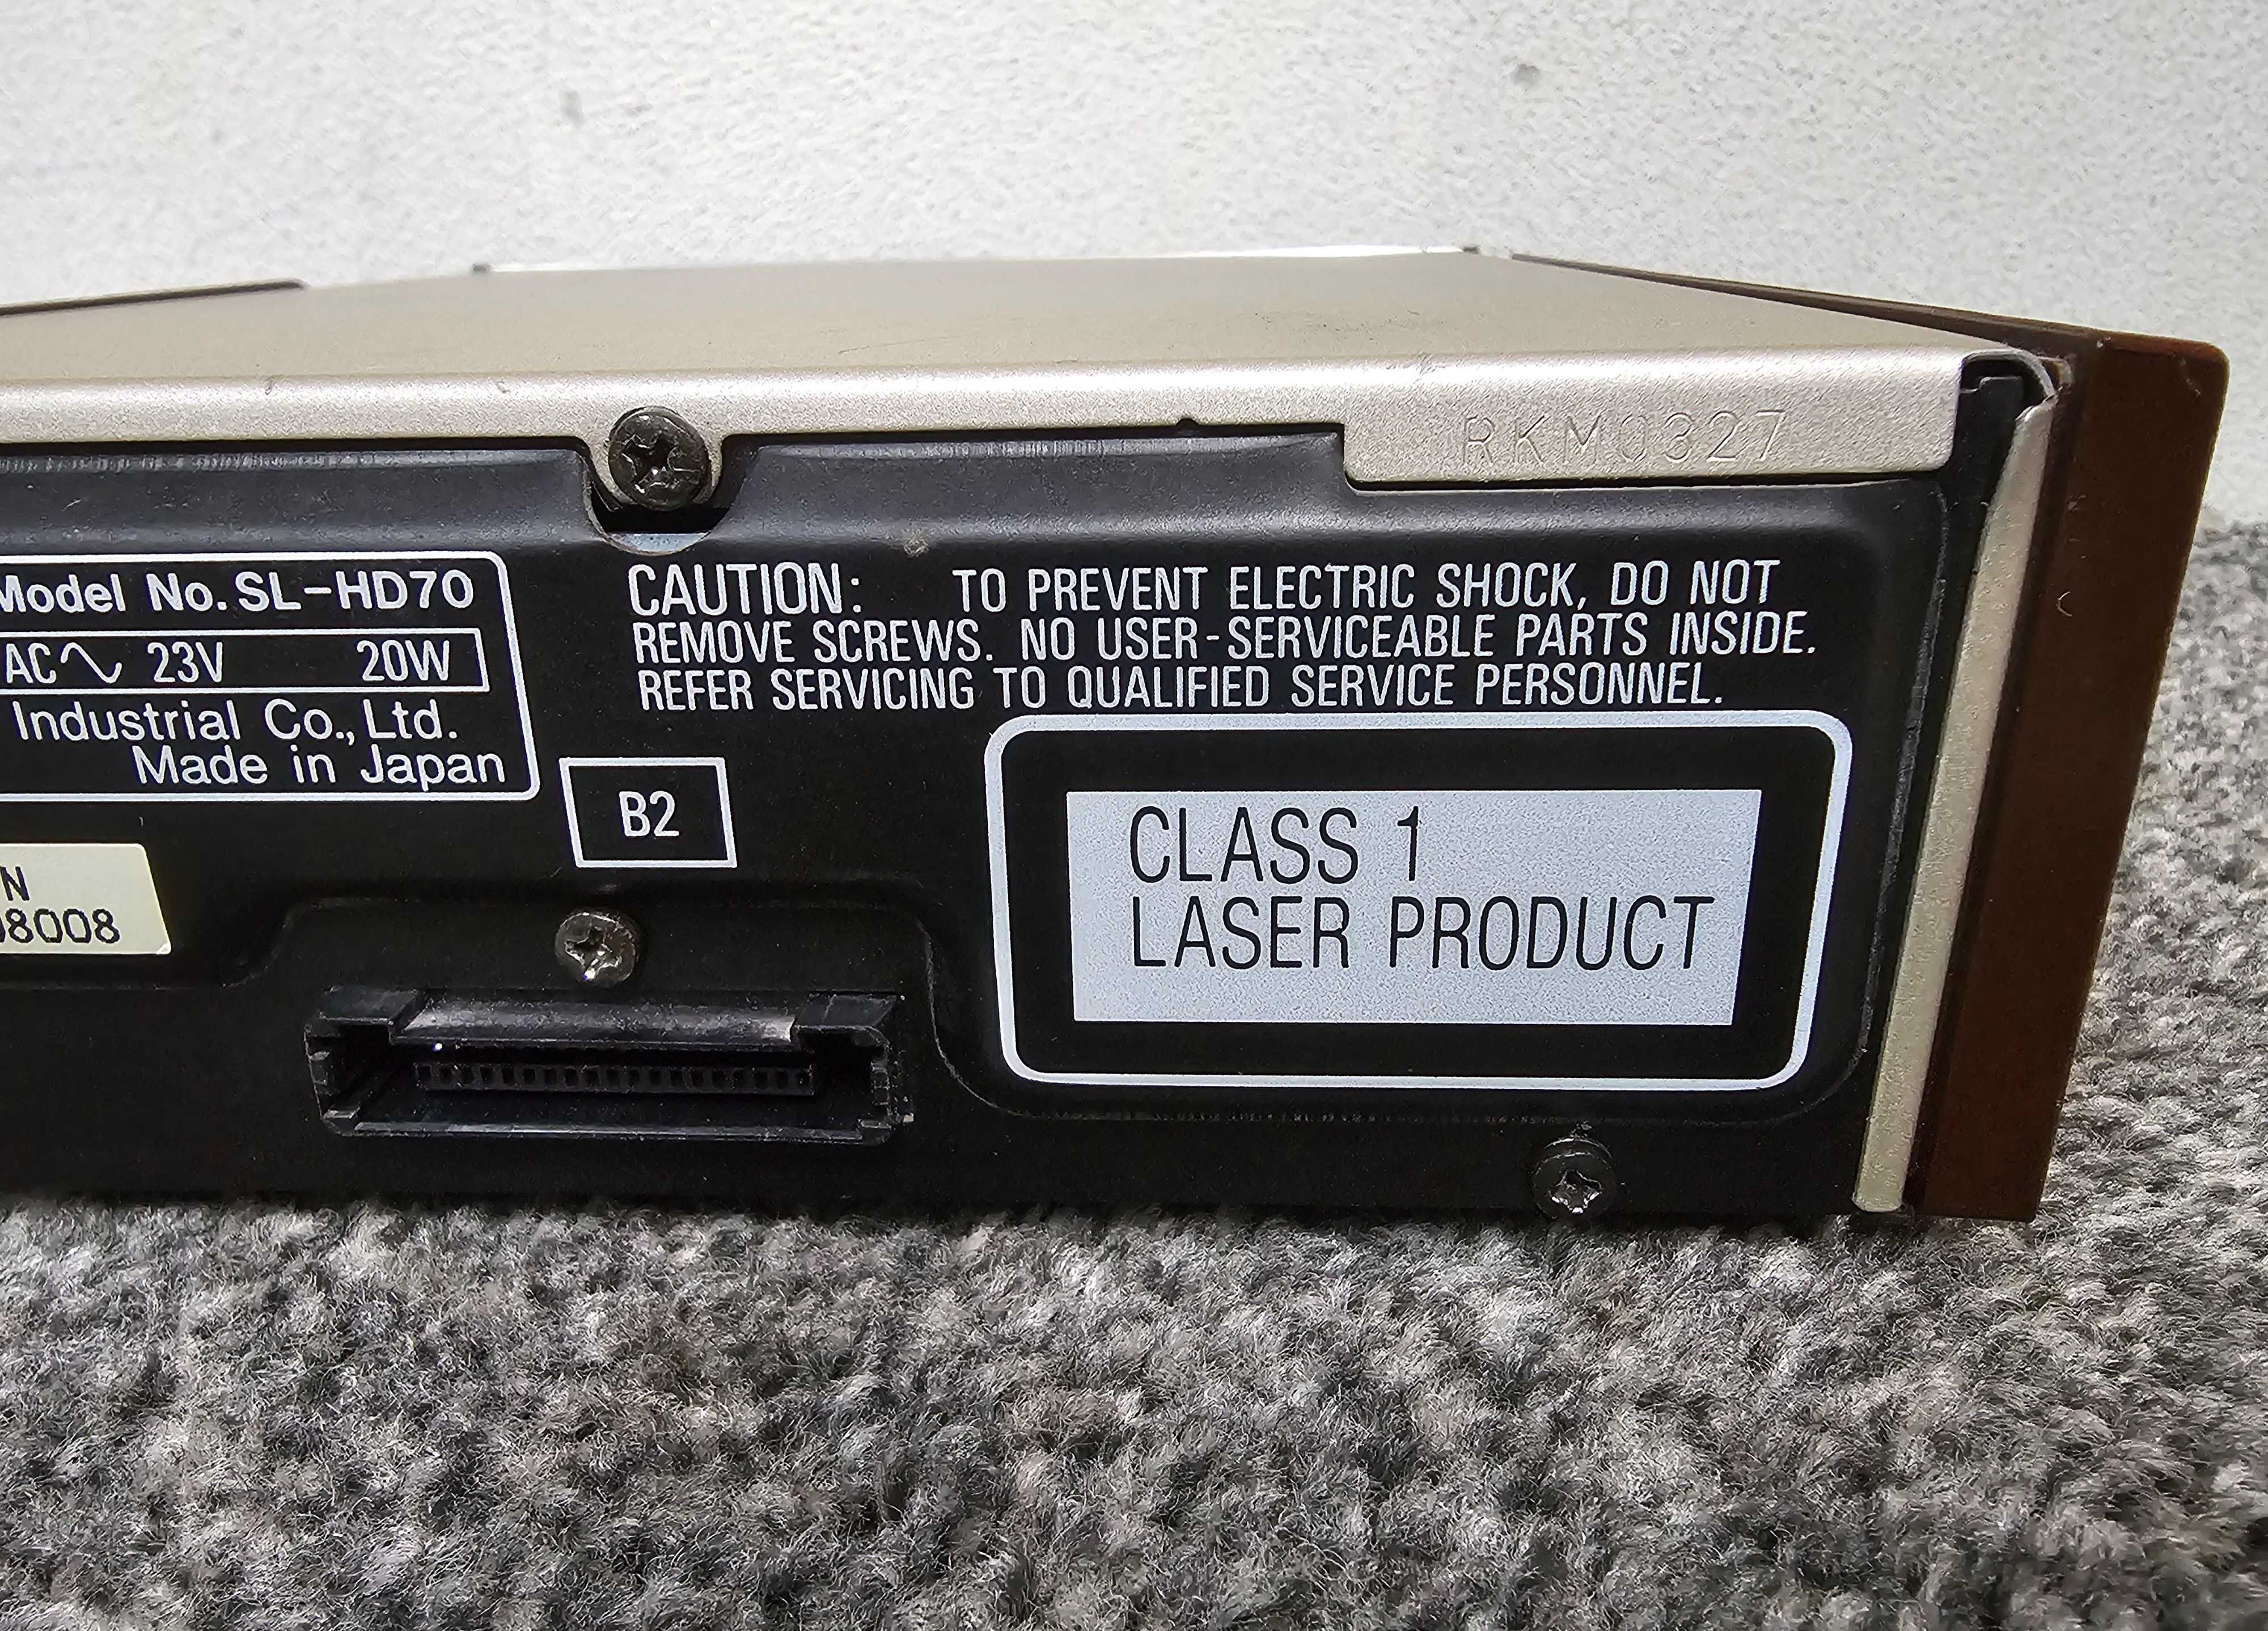 RKM0327
Model No. SL-HD70
AC∿ 23V 20W
Industrial Co., Ltd.
Made in Japan
CAUTION: TO PREVENT ELECTRIC SHOCK, DO NOT
REMOVE SCREWS. NO USER-SERVICEABLE PARTS INSIDE.
REFER SERVICING TO QUALIFIED SERVICE PERSONNEL.
B2
CLASS 1
LASER PRODUCT
N
8008